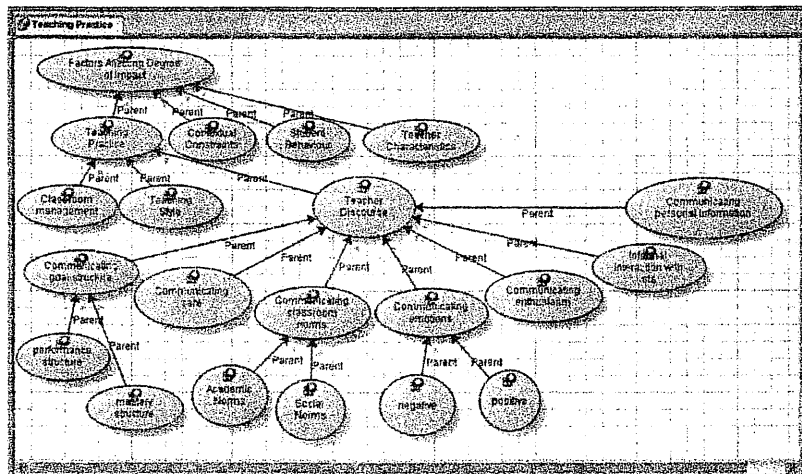 Teaching Practice
Factors Affecting Degree
of Impact
Parent
Parent
Parent
Parent
Teaching
Practice
Contextual
Constraints
Student
Behaviour
Teacher
Characteristics
Parent
Parent
Parent
Classroom
management
Teaching
Style
Teacher
Discourse
Communicating
personal information
Parent
Parent
Parent
Parent
Parent
Parent
Parent
Communicating
goal structure
Communicating
care
Communicating
classroom
norms
Communicating
emotions
Communicating
enthusiasm
Informal
interaction with
Parent
Parent
Parent
Parent
Parent
Parent
performance
structure
mastery
structure
Academic
Norms
Social
Norms
negative
positive